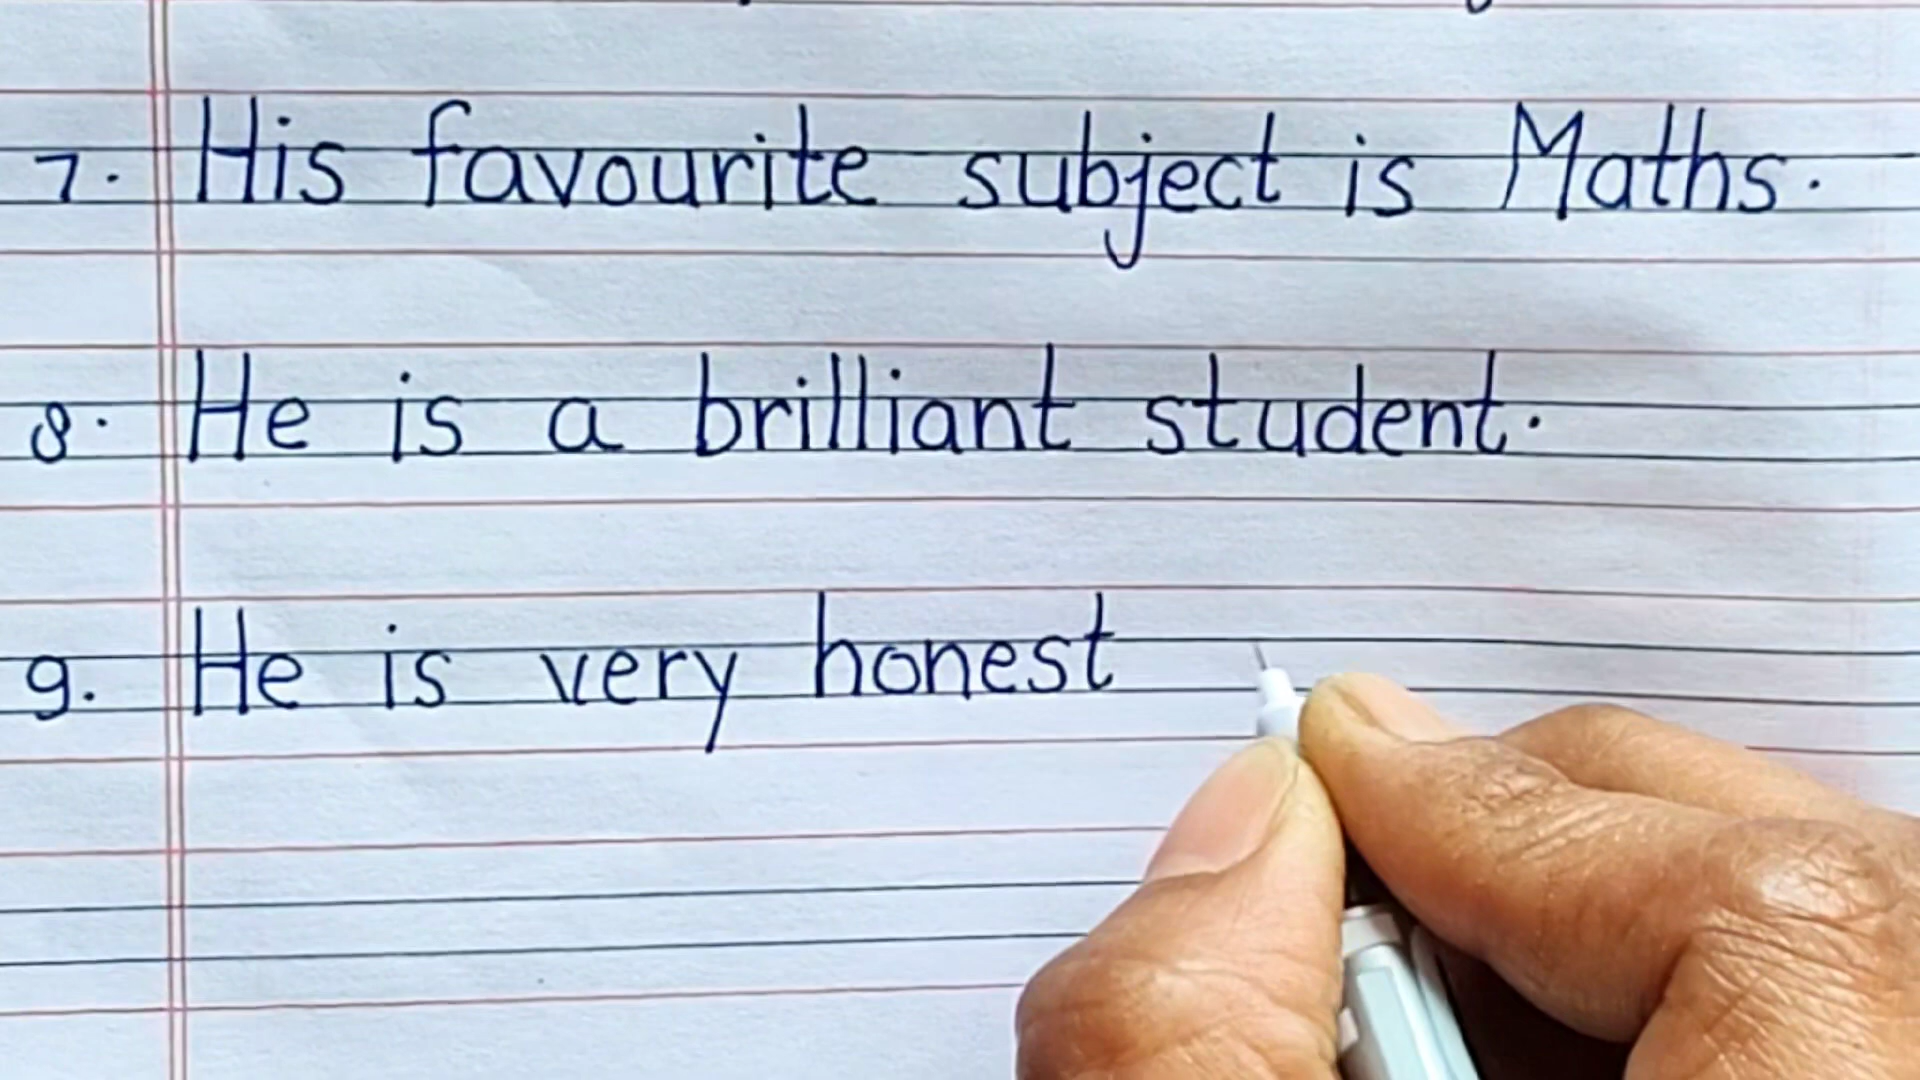 7. His favourite subject is Maths.
8. He is a brilliant student.
9. He is very honest